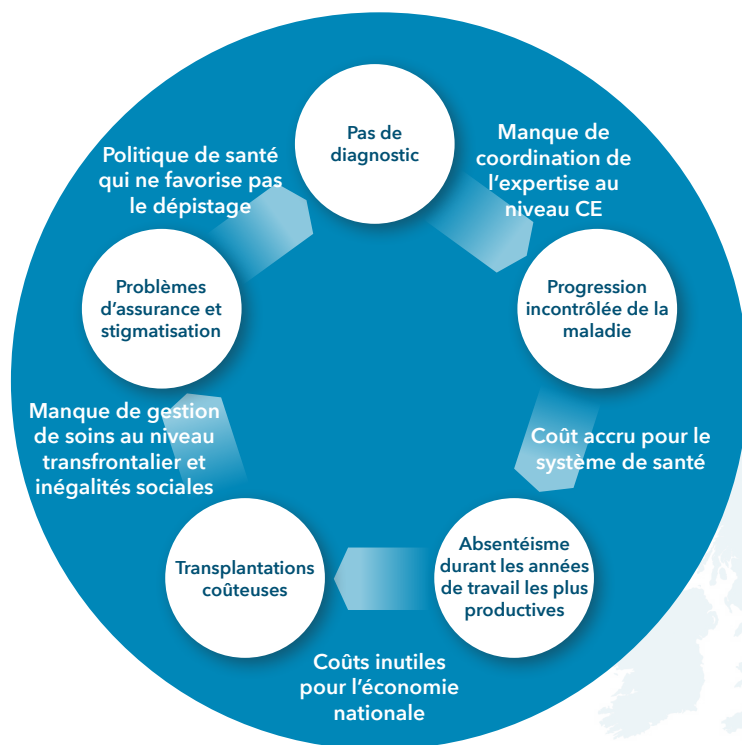 Pas de
diagnostic
Manque de
coordination de
l'expertise au
niveau CE
Progression
incontrôlée de la
maladie
Coût accru pour le
système de santé
Absentéisme
durant les années
de travail les plus
productives
Coûts inutiles
pour l'économie
nationale
Transplantations
coûteuses
Manque de gestion
de soins au niveau
transfrontalier et
inégalités sociales
Problèmes
d'assurance et
stigmatisation
Politique de santé
qui ne favorise pas
le dépistage